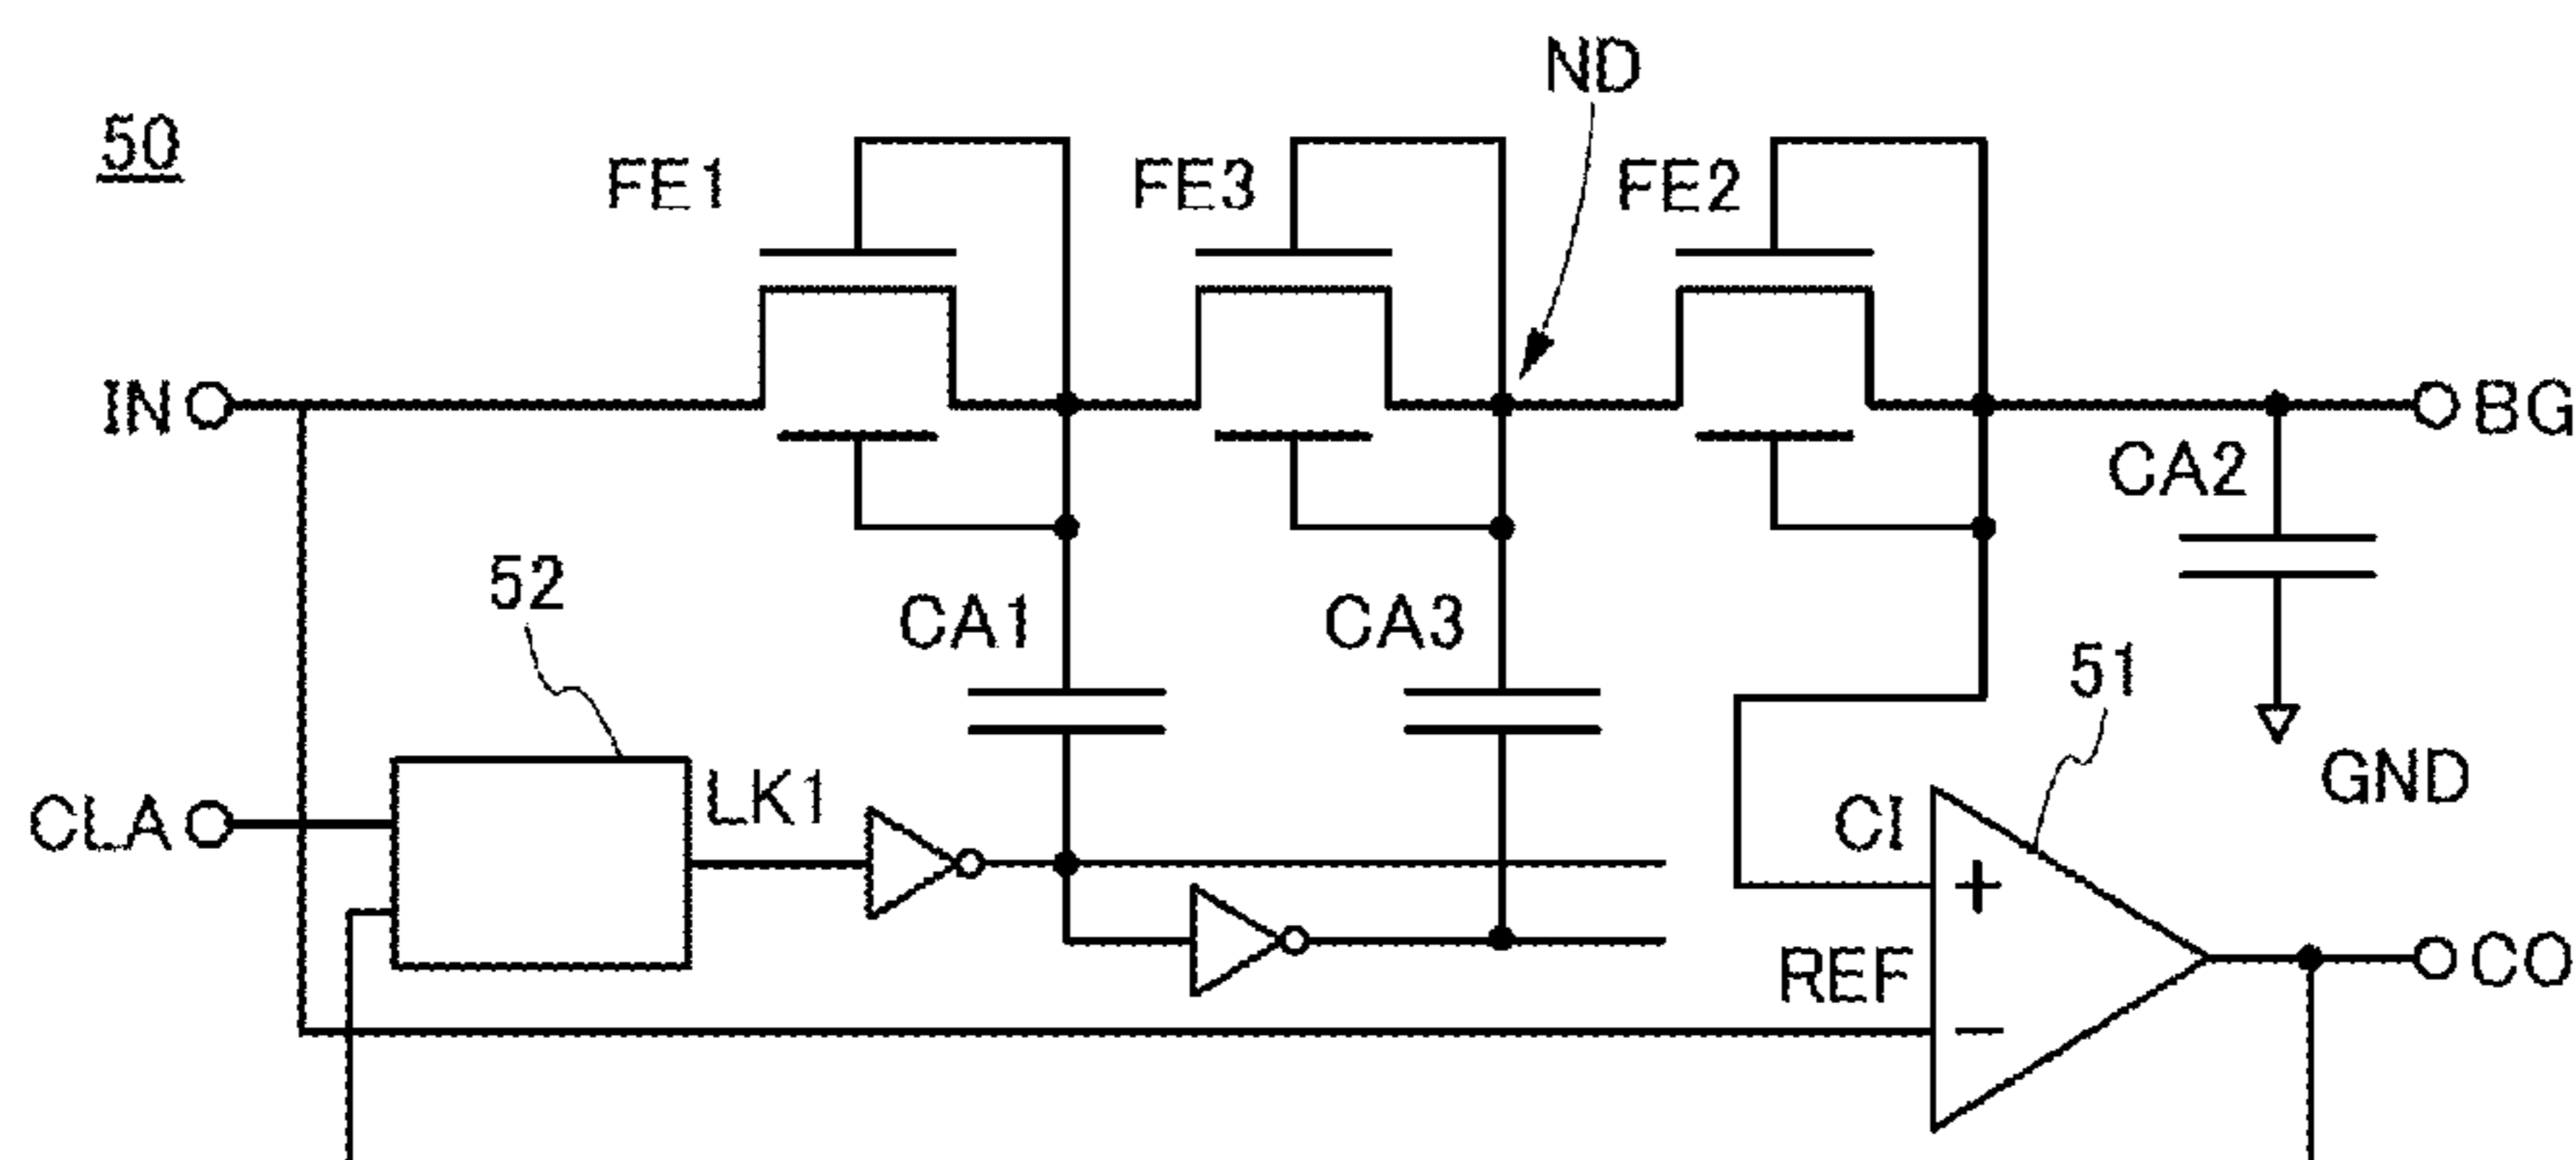 50
ND
FE1
FE3
FE2
IN
BG
CA2
52
CA1
CA3
51
GND
CLA
LK1
CI
+
REF
−
CO